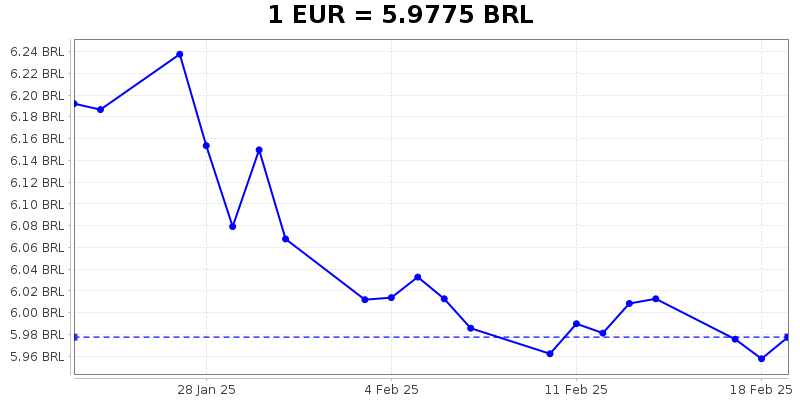 1 EUR = 5.9775 BRL
6.24 BRL
6.22 BRL
6.20 BRL
6.18 BRL
6.16 BRL
6.14 BRL
6.12 BRL
6.10 BRL
6.08 BRL
6.06 BRL
6.04 BRL
6.02 BRL
6.00 BRL
5.98 BRL
5.96 BRL
28 Jan 25
4 Feb 25
11 Feb 25
18 Feb 25